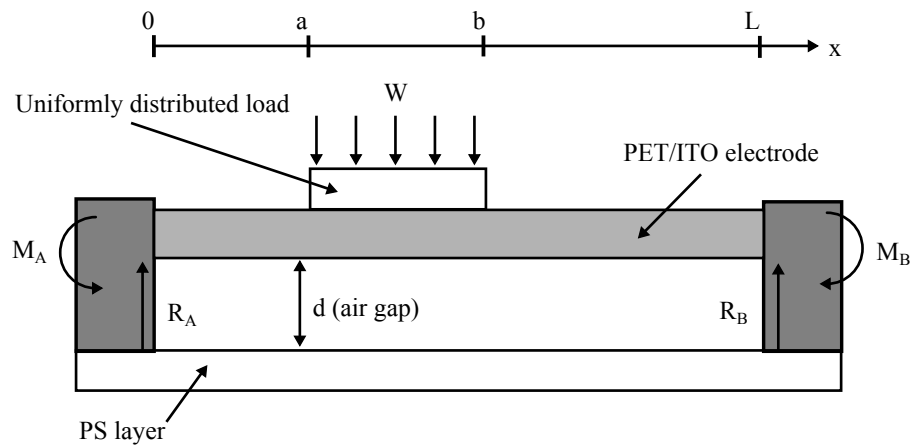 0 a b L
x
W
Uniformly distributed load
PET/ITO electrode
M_A
M_B
R_A
d (air gap)
R_B
PS layer